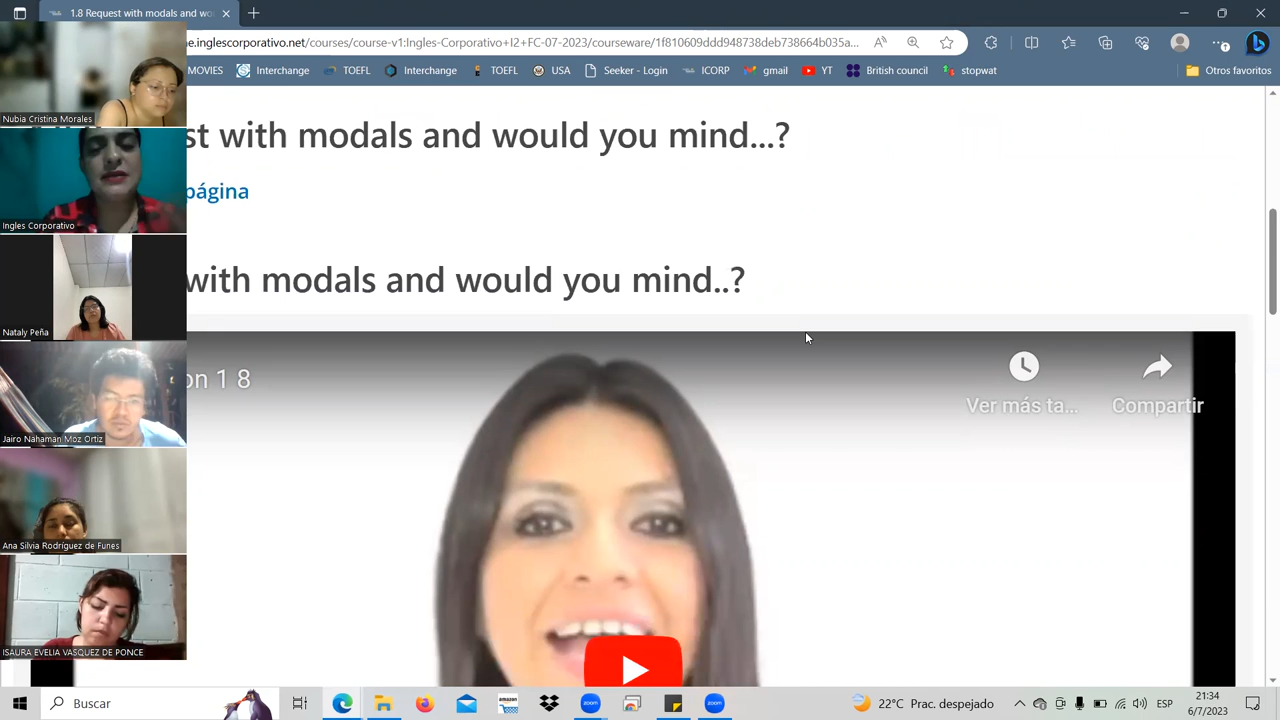 1.8 Request with modals and wo
e.inglescorporativo.net/courses/course-v1:Ingles-Corporativo+I2+FC-07-2023/courseware/1f810609ddd948738deb738664b035a...
MOVIES
Interchange
TOEFL
Interchange
TOEFL
USA
Seeker - Login
ICORP
gmail
YT
British council
stopwat
Otros favoritos
Nubia Cristina Morales
st with modals and would you mind...?
página
Ingles Corporativo
with modals and would you mind..?
Nataly Peña
on 1 8
Ver más ta...
Compartir
Jairo Nahaman Moz Ortiz
Ana Silvia Rodríguez de Funes
ISAURA EVELIA VASQUEZ DE PONCE
Buscar
amazon
zoom
zoom
22°C Prac. despejado
ESP
21:34
6/7/2023